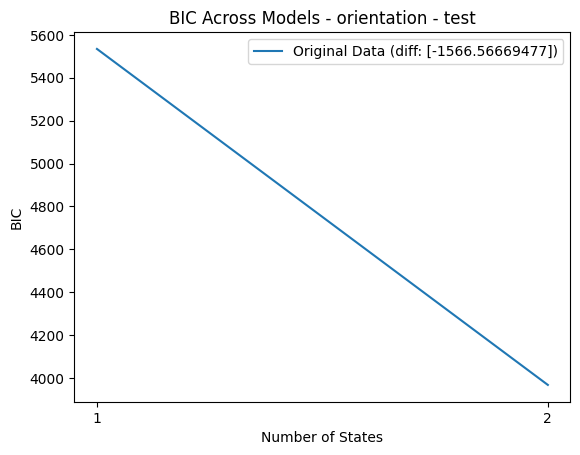 BIC Across Models - orientation - test
Original Data (diff: [-1566.56669477])
BIC
5600
5400
5200
5000
4800
4600
4400
4200
4000
1
2
Number of States